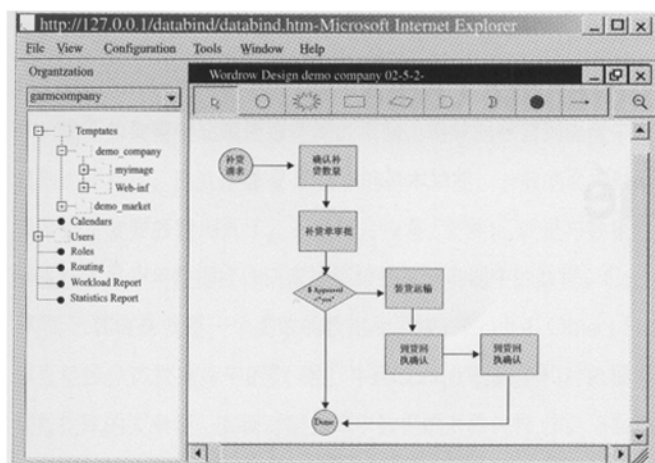 http://127.0.0.1/databind/databind.htm-Microsoft Internet Explorer
File View Configuration Tools Window Help
Organtzation
garmcompany
Templates
demo_company
myimage
Web-inf
demo_market
Calendars
Users
Roles
Routing
Workload Report
Statistics Report
Wordrow Design demo company 02-5-2-
补货
请求
确认补
货数量
补货单审批
$ Approved
="yes"
装货运输
到货回
执确认
到货回
执确认
Done